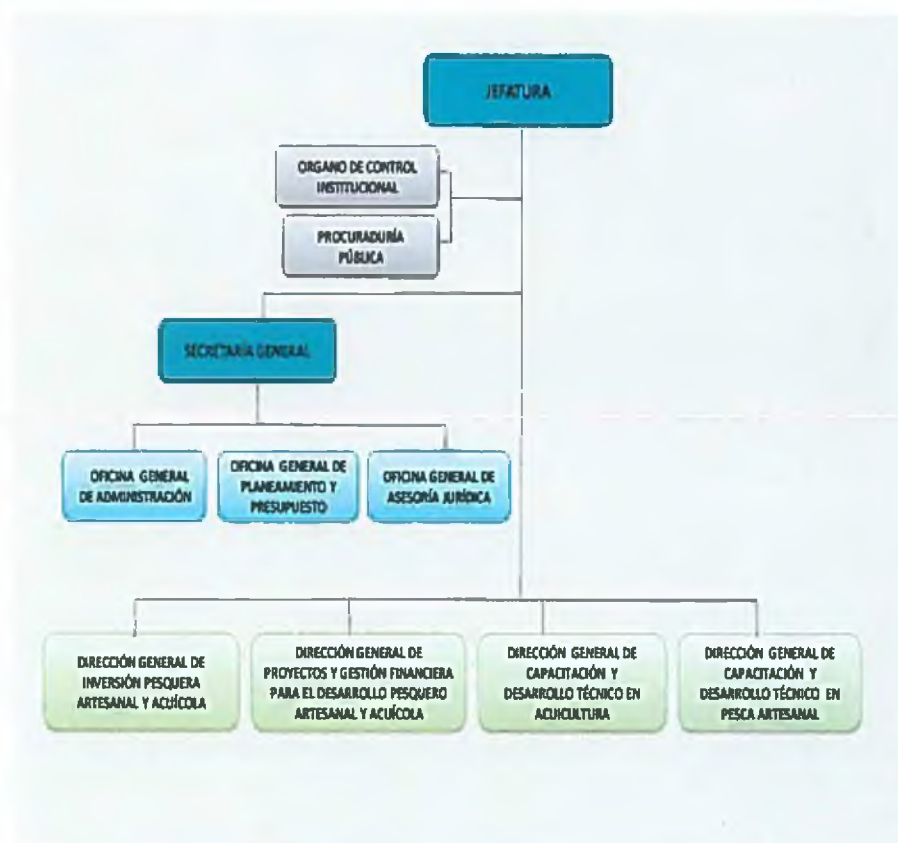 JEFATURA
ORGANO DE CONTROL
INSTITUCIONAL
PROCURADURÍA
PÚBLICA
SECRETARÍA GENERAL
OFICINA GENERAL
DE ADMINISTRACIÓN
OFICINA GENERAL DE
PLANEAMIENTO Y
PRESUPUESTO
OFICINA GENERAL DE
ASESORÍA JURÍDICA
DIRECCIÓN GENERAL DE
INVERSIÓN PESQUERA
ARTESANAL Y ACUÍCOLA
DIRECCIÓN GENERAL DE
PROYECTOS Y GESTIÓN FINANCIERA
PARA EL DESARROLLO PESQUERO
ARTESANAL Y ACUÍCOLA
DIRECCIÓN GENERAL DE
CAPACITACIÓN Y
DESARROLLO TÉCNICO EN
ACUICULTURA
DIRECCIÓN GENERAL DE
CAPACITACIÓN Y
DESARROLLO TÉCNICO EN
PESCA ARTESANAL